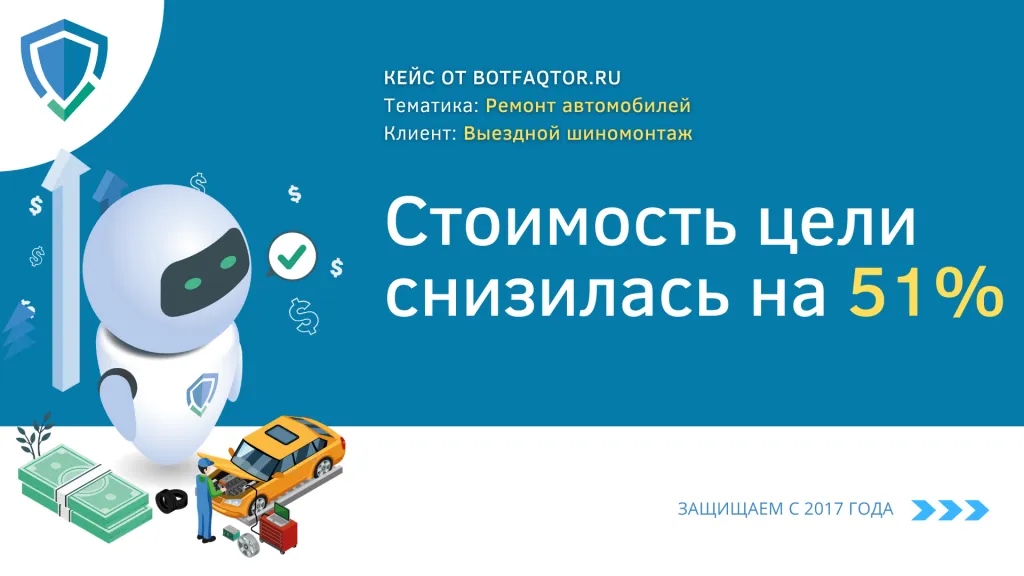 КЕЙС ОТ BOTFAQTOR.RU
Тематика: Ремонт автомобилей
Клиент: Выездной шиномонтаж
Стоимость цели
снизилась на 51%
ЗАЩИЩАЕМ С 2017 ГОДА